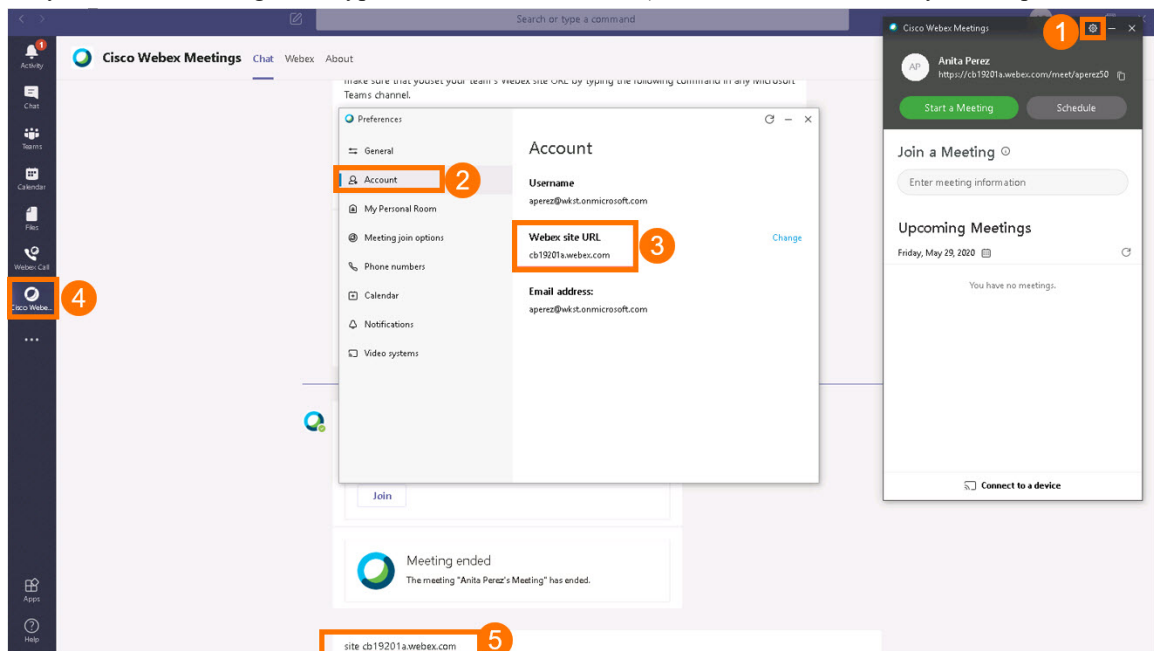 Search or type a command
Activity
Chat
Teams
Calendar
Files
Webex Call
Cisco Webe...
Apps
Help
Cisco Webex Meetings Chat Webex About
make sure that youset your team's Webex site URL by typing the following command in any Microsoft
Teams channel.
Preferences
General
Account
My Personal Room
Meeting join options
Phone numbers
Calendar
Notifications
Video systems
Account
Username
aperez@wkst.onmicrosoft.com
Webex site URL
Change
cb19201a.webex.com
Email address:
aperez@wkst.onmicrosoft.com
Join
Meeting ended
The meeting "Anita Perez's Meeting" has ended.
site cb19201a.webex.com
Cisco Webex Meetings
AP
Anita Perez
https://cb19201a.webex.com/meet/aperez50
Start a Meeting
Schedule
Join a Meeting
Enter meeting information
Upcoming Meetings
Friday, May 29, 2020
You have no meetings.
Connect to a device
1
2
3
4
5
1